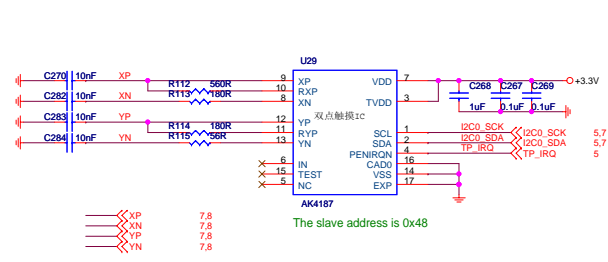 U29
C270 10nF XP 9 XP VDD 7 +3.3V
R112 560R 10 RXP
C268 C267 C269
C282 10nF XN R113 180R 8 XN TVDD 3
1uF 0.1uF 0.1uF
双点触摸IC
C283 10nF YP 12 YP
R114 180R 11 RYP SCL 1 I2C0_SCK I2C0_SCK 5,7
C284 10nF YN R115 56R 13 YN SDA 2 I2C0_SDA I2C0_SDA 5,7
PENIRQN 4 TP_IRQ TP_IRQ 5
6 IN CAD0 16
15 TEST VSS 14
5 NC EXP 17
AK4187
The slave address is 0x48
XP 7,8
XN 7,8
YP 7,8
YN 7,8